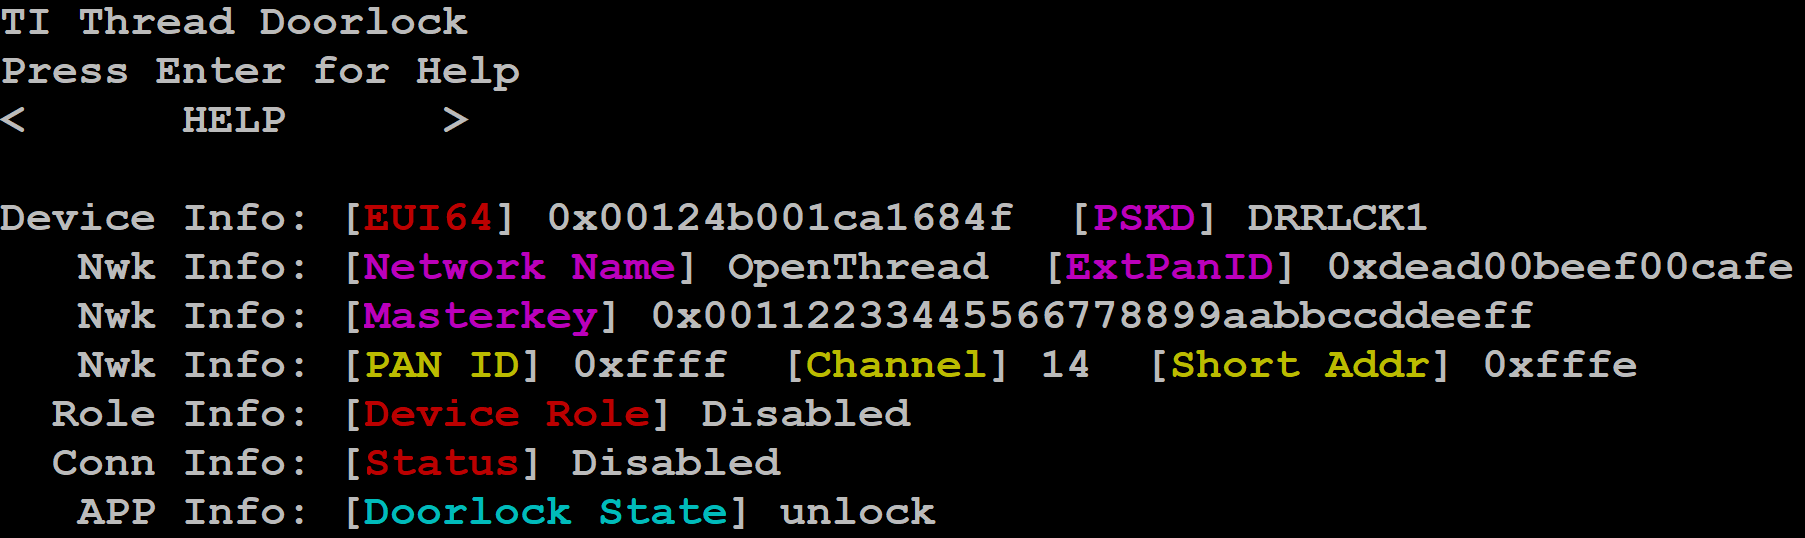 TI Thread Doorlock
Press Enter for Help
< HELP >
Device Info: [EUI64] 0x00124b001ca1684f [PSKD] DRRLCK1
Nwk Info: [Network Name] OpenThread [ExtPanID] 0xdead00beef00cafe
Nwk Info: [Masterkey] 0x00112233445566778899aabbccddeeff
Nwk Info: [PAN ID] 0xffff [Channel] 14 [Short Addr] 0xfffe
Role Info: [Device Role] Disabled
Conn Info: [Status] Disabled
APP Info: [Doorlock State] unlock